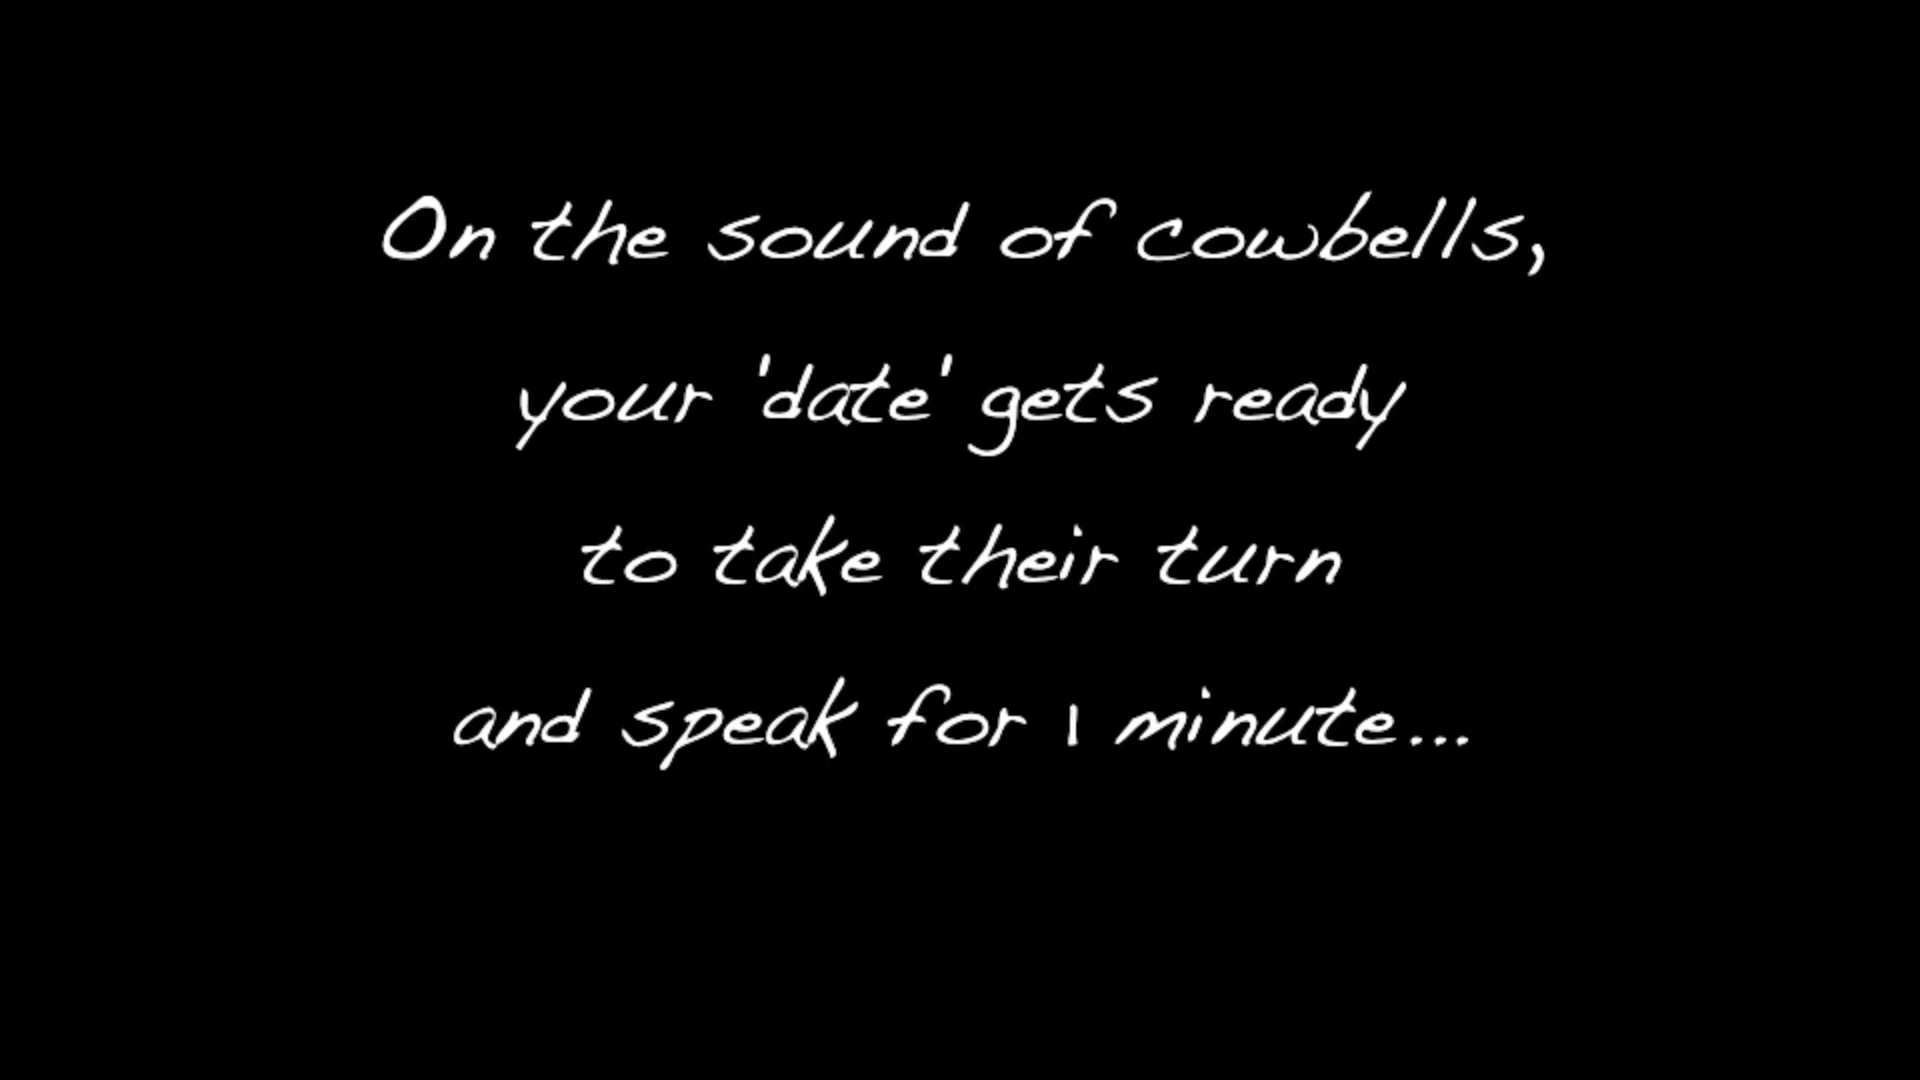 On the sound of cowbells,
your 'date' gets ready
to take their turn
and speak for 1 minute...